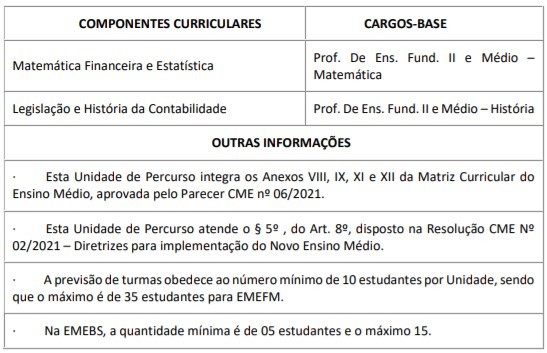 COMPONENTES CURRICULARES CARGOS-BASE
Matemática Financeira e Estatística
Prof. De Ens. Fund. II e Médio –
Matemática
Legislação e História da Contabilidade Prof. De Ens. Fund. II e Médio – História
OUTRAS INFORMAÇÕES
· Esta Unidade de Percurso integra os Anexos VIII, IX, XI e XII da Matriz Curricular do
Ensino Médio, aprovada pelo Parecer CME nº 06/2021.
· Esta Unidade de Percurso atende o § 5º , do Art. 8º, disposto na Resolução CME Nº
02/2021 – Diretrizes para implementação do Novo Ensino Médio.
· A previsão de turmas obedece ao número mínimo de 10 estudantes por Unidade, sendo
que o máximo é de 35 estudantes para EMEFM.
· Na EMEBS, a quantidade mínima é de 05 estudantes e o máximo 15.